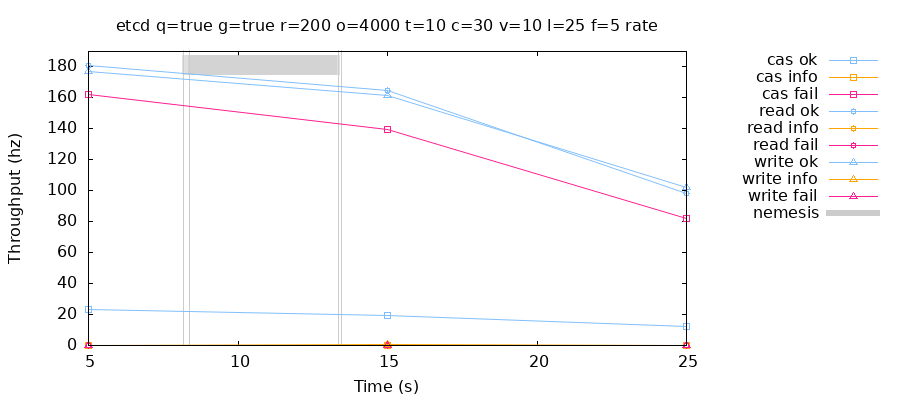 etcd q=true g=true r=200 o=4000 t=10 c=30 v=10 l=25 f=5 rate
Throughput (hz)
180
160
140
120
100
80
60
40
20
0
5
10
15
20
25
Time (s)
cas ok
cas info
cas fail
read ok
read info
read fail
write ok
write info
write fail
nemesis